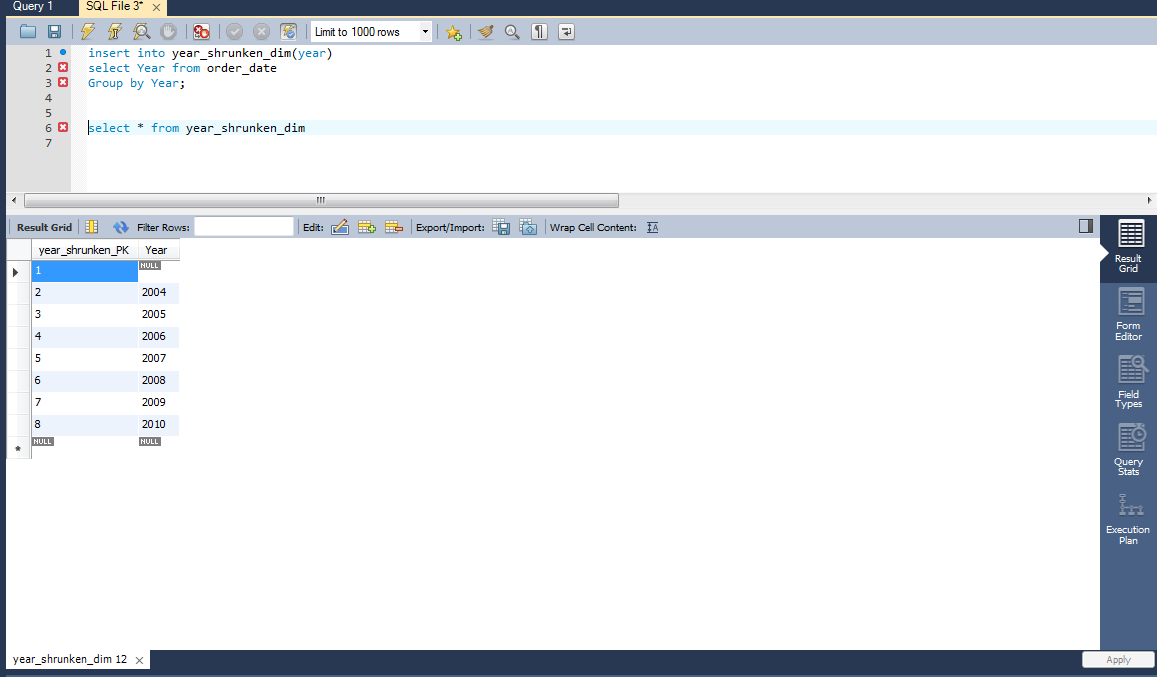 Query 1 SQL File 3* ×
Limit to 1000 rows
1 insert into year_shrunken_dim(year)
2 select Year from order_date
3 Group by Year;
4
5
6 select * from year_shrunken_dim
7
Result Grid Filter Rows: Edit: Export/Import: Wrap Cell Content: IA
year_shrunken_PK Year
1 NULL
2 2004
3 2005
4 2006
5 2007
6 2008
7 2009
8 2010
* NULL NULL
Result
Grid
Form
Editor
Field
Types
Query
Stats
Execution
Plan
year_shrunken_dim 12 × Apply